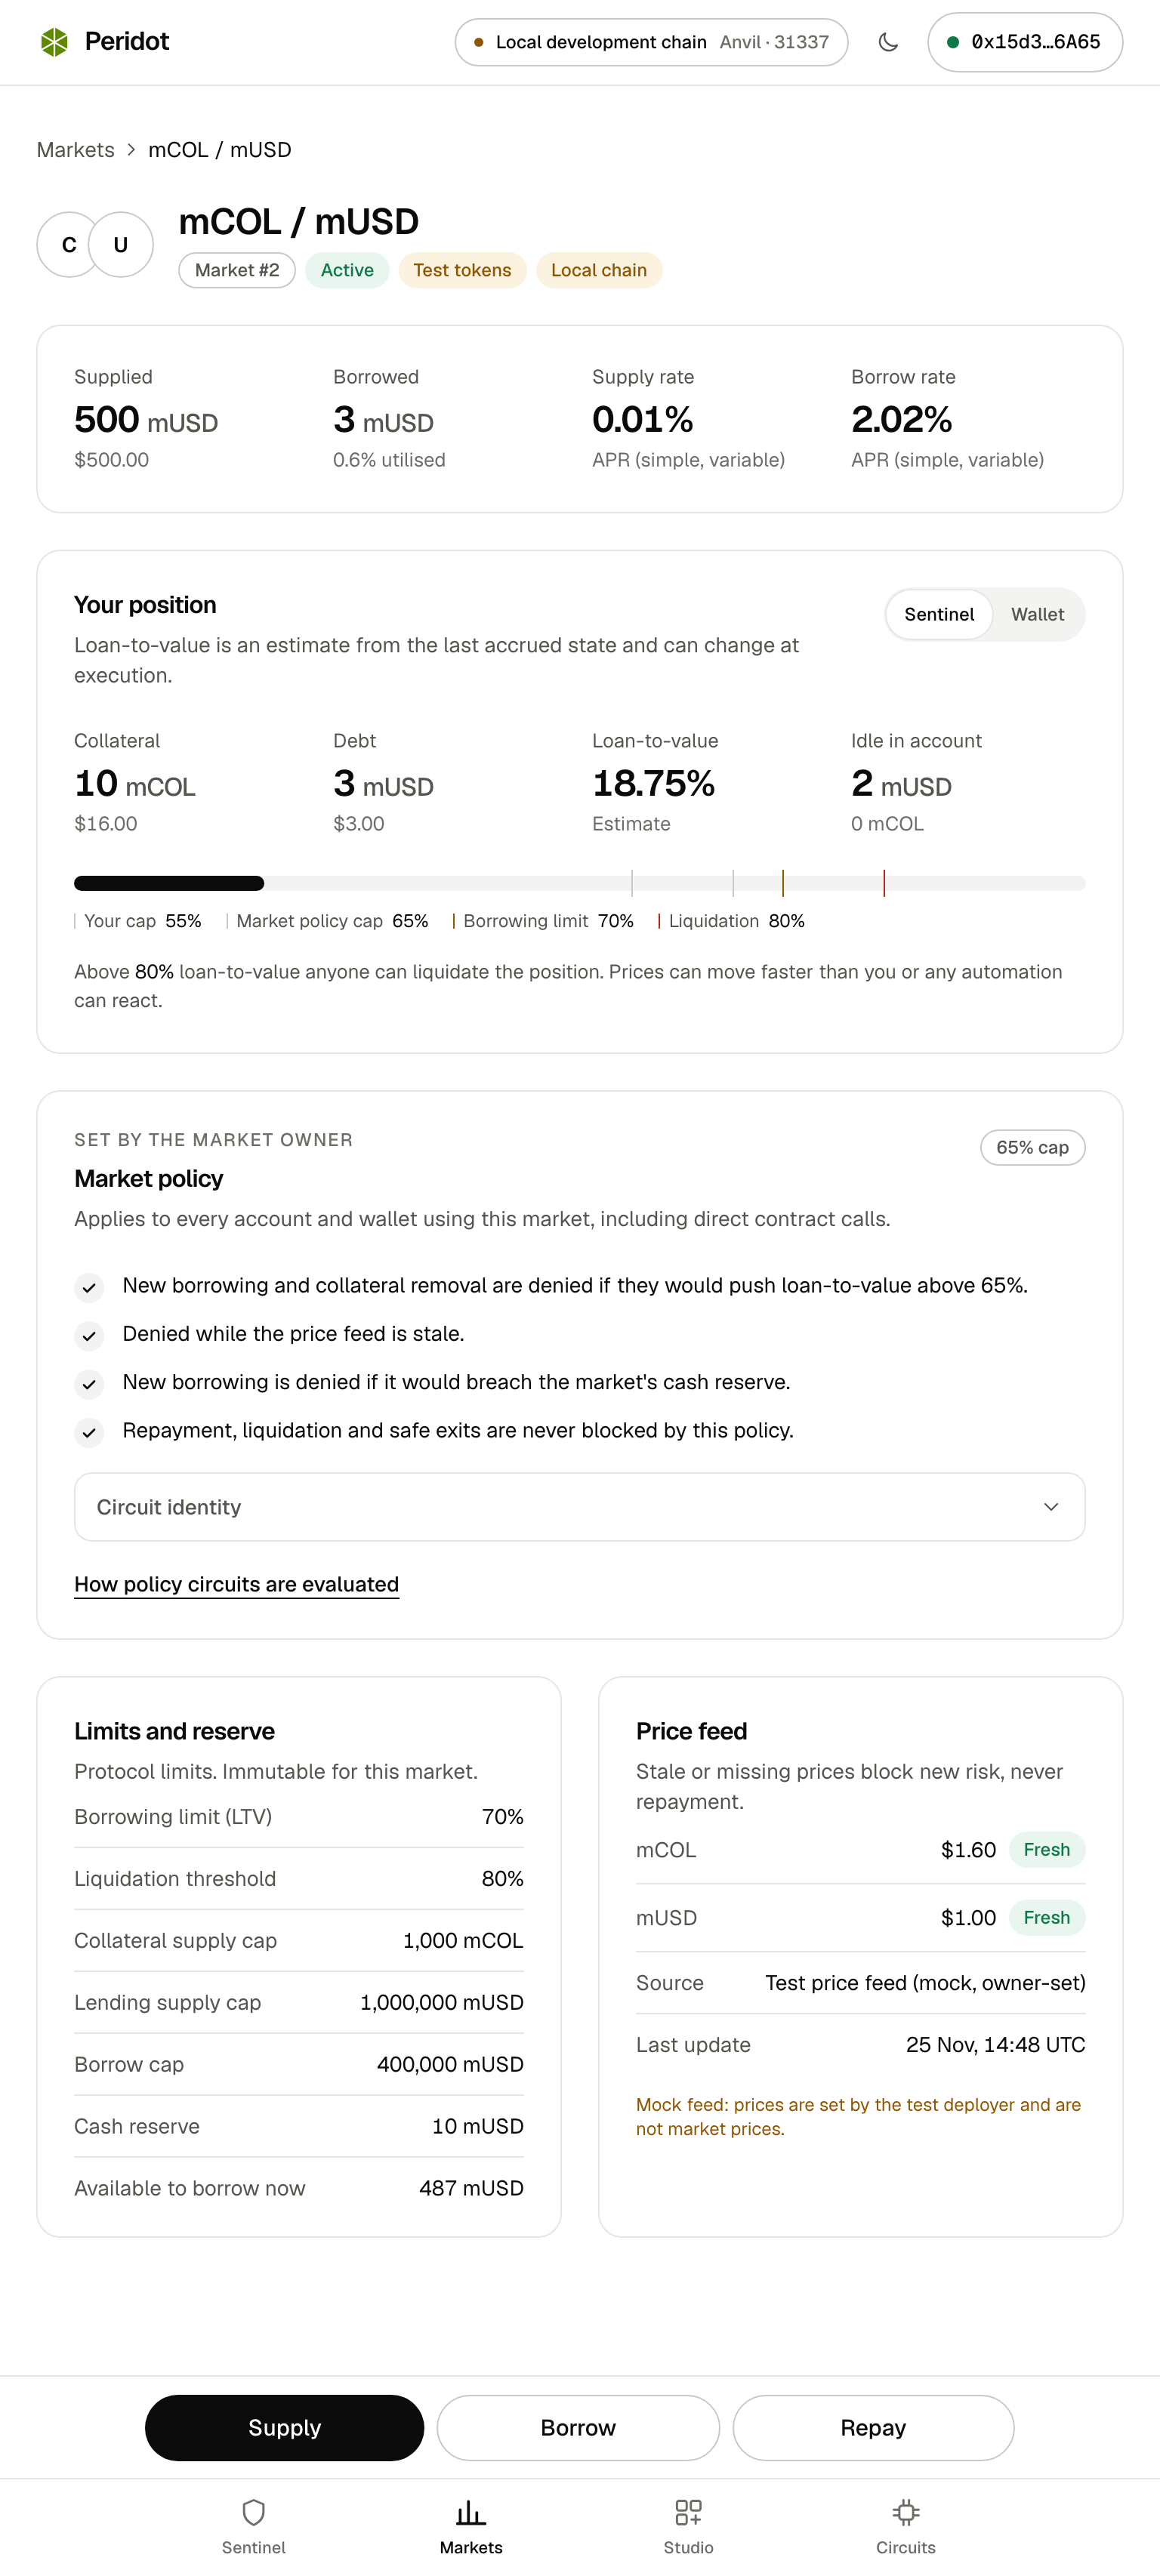 Peridot
Local development chain Anvil · 31337
0x15d3…6A65
Markets > mCOL / mUSD
C U
mCOL / mUSD
Market #2 Active Test tokens Local chain
Supplied Borrowed Supply rate Borrow rate
500 mUSD 3 mUSD 0.01% 2.02%
$500.00 0.6% utilised APR (simple, variable) APR (simple, variable)
Your position
Sentinel Wallet
Loan-to-value is an estimate from the last accrued state and can change at
execution.
Collateral Debt Loan-to-value Idle in account
10 mCOL 3 mUSD 18.75% 2 mUSD
$16.00 $3.00 Estimate 0 mCOL
Your cap 55% Market policy cap 65% Borrowing limit 70% Liquidation 80%
Above 80% loan-to-value anyone can liquidate the position. Prices can move faster than you or any automation
can react.
SET BY THE MARKET OWNER
65% cap
Market policy
Applies to every account and wallet using this market, including direct contract calls.
New borrowing and collateral removal are denied if they would push loan-to-value above 65%.
Denied while the price feed is stale.
New borrowing is denied if it would breach the market's cash reserve.
Repayment, liquidation and safe exits are never blocked by this policy.
Circuit identity
How policy circuits are evaluated
Limits and reserve
Protocol limits. Immutable for this market.
Borrowing limit (LTV) 70%
Liquidation threshold 80%
Collateral supply cap 1,000 mCOL
Lending supply cap 1,000,000 mUSD
Borrow cap 400,000 mUSD
Cash reserve 10 mUSD
Available to borrow now 487 mUSD
Price feed
Stale or missing prices block new risk, never
repayment.
mCOL $1.60 Fresh
mUSD $1.00 Fresh
Source Test price feed (mock, owner-set)
Last update 25 Nov, 14:48 UTC
Mock feed: prices are set by the test deployer and are
not market prices.
Supply Borrow Repay
Sentinel Markets Studio Circuits